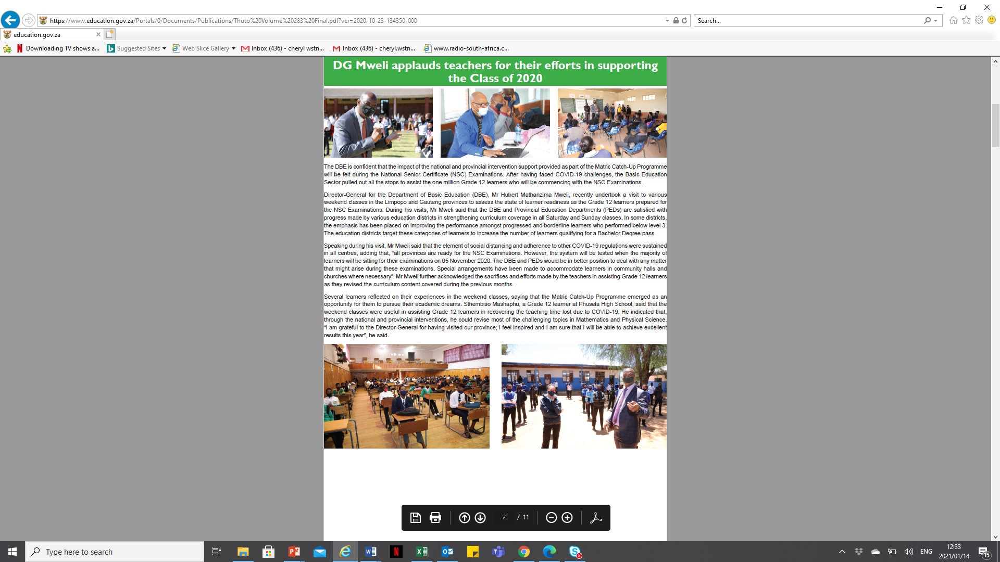 https://www.education.gov.za/Portals/0/Documents/Publications/Thuto%20Volume%20283%20Final.pdf?ver=2020-10-23-134350-000
Search...
education.gov.za
Downloading TV shows a...
Suggested Sites
Web Slice Gallery
Inbox (436) - cheryl wstn...
Inbox (436) - cheryl.wstn...
www.radio-south-africa.c...
DG Mweli applauds teachers for their efforts in supporting
the Class of 2020
The DBE is confident that the impact of the national and provincial intervention support provided as part of the Matric Catch-Up Programme
will be felt during the National Senior Certificate (NSC) Examinations. After having faced COVID-19 challenges, the Basic Education
Sector pulled out all the stops to assist the one million Grade 12 learners who will be commencing with the NSC Examinations.
Director-General for the Department of Basic Education (DBE), Mr Hubert Mathanzima Mweli, recently undertook a visit to various
weekend classes in the Limpopo and Gauteng provinces to assess the state of learner readiness as the Grade 12 learners prepared for
the NSC Examinations. During his visits, Mr Mweli said that the DBE and Provincial Education Departments (PEDs) are satisfied with
progress made by various education districts in strengthening curriculum coverage in all Saturday and Sunday classes. In some districts,
the emphasis has been placed on improving the performance amongst progressed and borderline learners who performed below level 3.
The education districts target these categories of learners to increase the number of learners qualifying for a Bachelor Degree pass.
Speaking during his visit, Mr Mweli said that the element of social distancing and adherence to other COVID-19 regulations were sustained
in all centres, adding that, “all provinces are ready for the NSC Examinations. However, the system will be tested when the majority of
learners will be sitting for their examinations on 05 November 2020. The DBE and PEDs would be in better position to deal with any matter
that might arise during these examinations. Special arrangements have been made to accommodate learners in community halls and
churches where necessary”. Mr Mweli further acknowledged the sacrifices and efforts made by the teachers in assisting Grade 12 learners
as they revised the curriculum content covered during the previous months.
Several learners reflected on their experiences in the weekend classes, saying that the Matric Catch-Up Programme emerged as an
opportunity for them to pursue their academic dreams. Sthembiso Mashaphu, a Grade 12 learner at Phusela High School, said that the
weekend classes were useful in assisting Grade 12 learners in recovering the teaching time lost due to COVID-19. He indicated that,
through the national and provincial interventions, he could revise most of the challenging topics in Mathematics and Physical Science.
“I am grateful to the Director-General for having visited our province; I feel inspired and I am sure that I will be able to achieve excellent
results this year”, he said.
2 / 11
Type here to search
ENG
12:33
2021/01/14
15